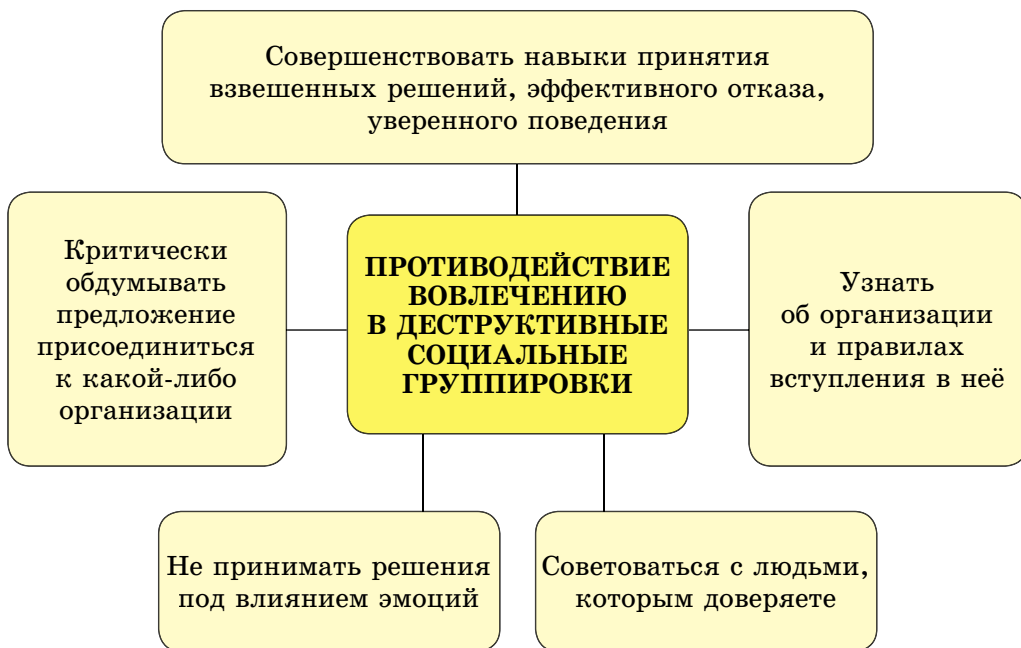 Совершенствовать навыки принятия
взвешенных решений, эффективного отказа,
уверенного поведения
Критически
обдумывать
предложение
присоединиться
к какой-либо
организации
ПРОТИВОДЕЙСТВИЕ
ВОВЛЕЧЕНИЮ
В ДЕСТРУКТИВНЫЕ
СОЦИАЛЬНЫЕ
ГРУППИРОВКИ
Узнать
об организации
и правилах
вступления в неё
Не принимать решения
под влиянием эмоций
Советоваться с людьми,
которым доверяете